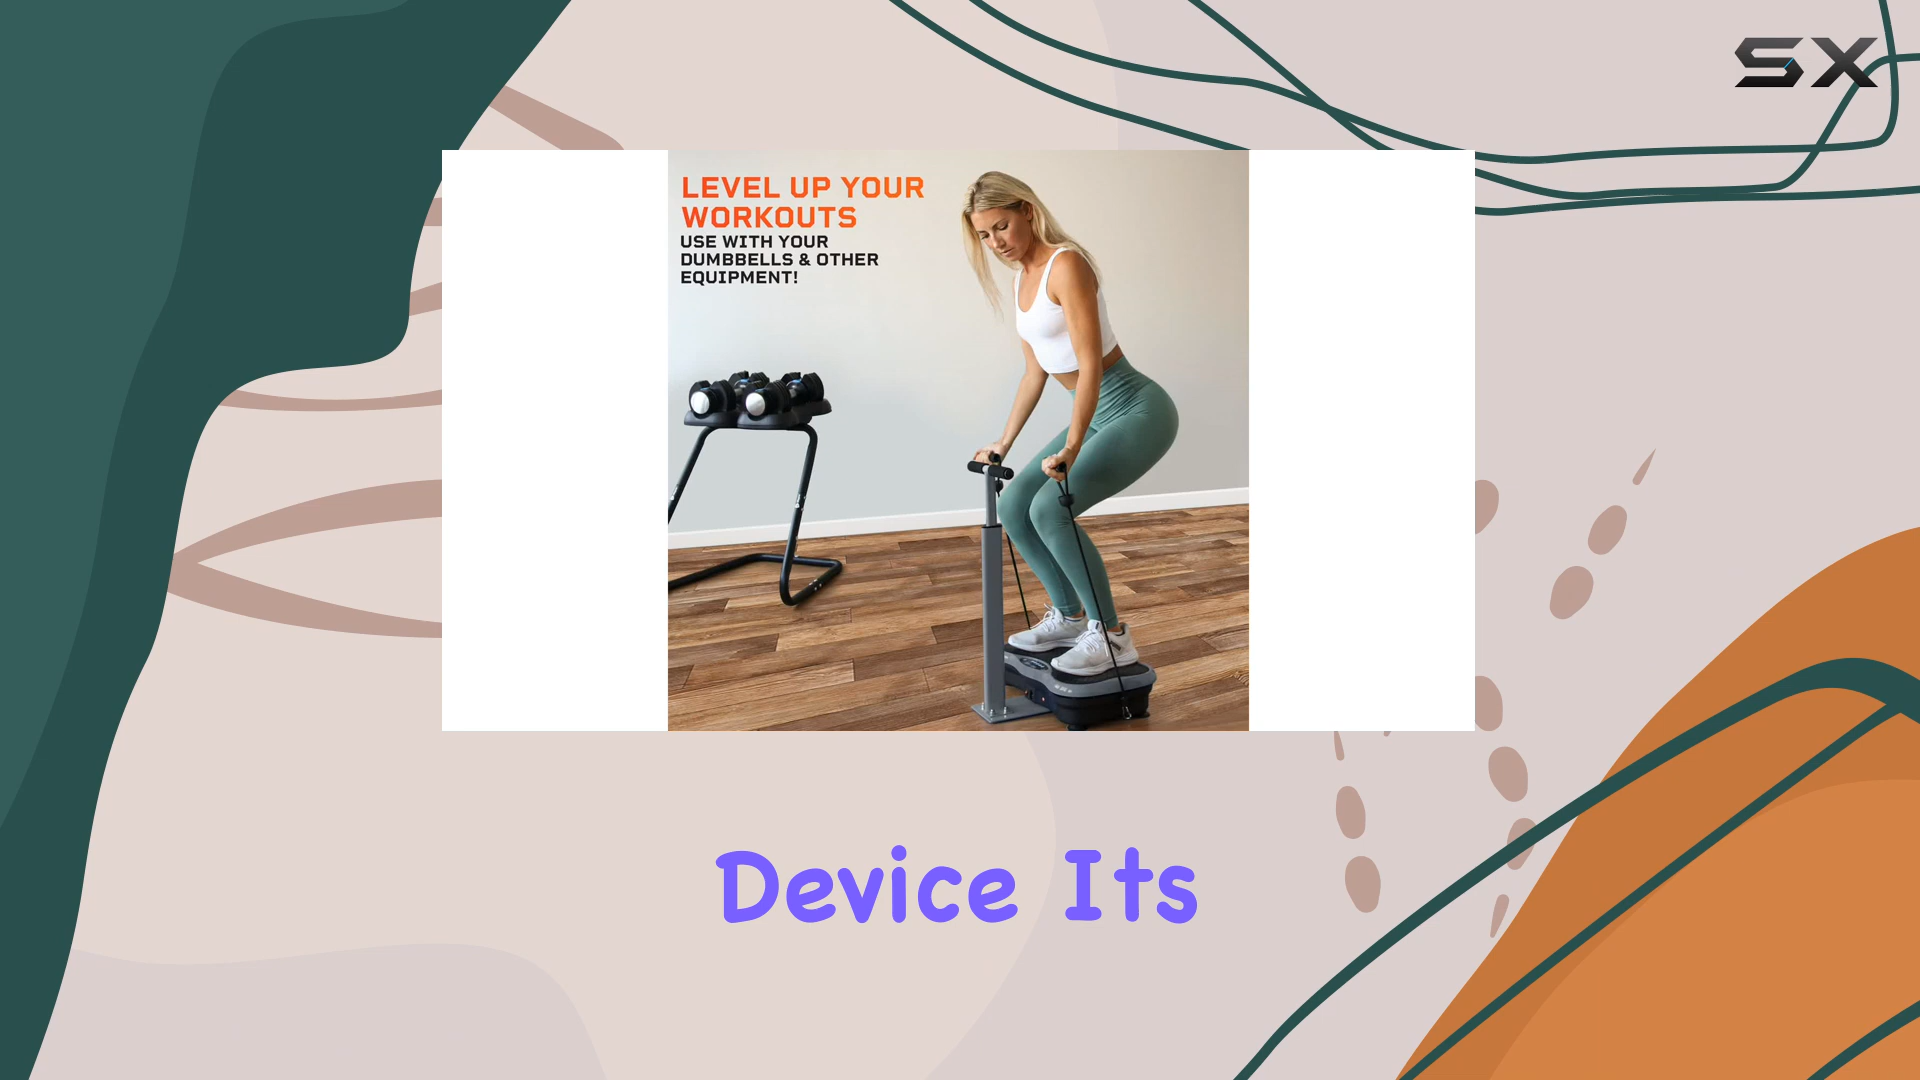 SX
LEVEL UP YOUR
WORKOUTS
USE WITH YOUR
DUMBBELLS & OTHER
EQUIPMENT!
Device Its